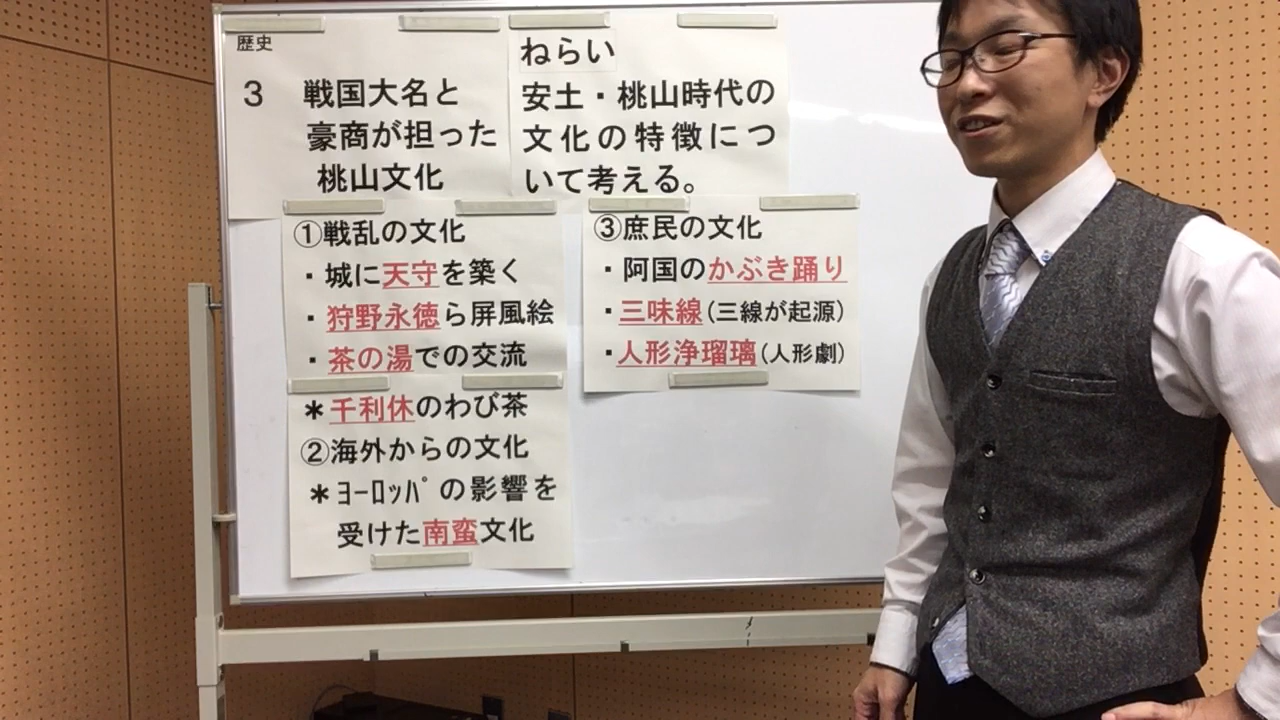 歴史
3 戦国大名と
豪商が担った
桃山文化
ねらい
安土・桃山時代の
文化の特徴につ
いて考える。
①戦乱の文化
・城に天守を築く
・狩野永徳ら屏風絵
・茶の湯での交流
＊千利休のわび茶
②海外からの文化
＊ﾖｰﾛｯﾊﾟの影響を
受けた南蛮文化
③庶民の文化
・阿国のかぶき踊り
・三味線(三線が起源)
・人形浄瑠璃(人形劇)